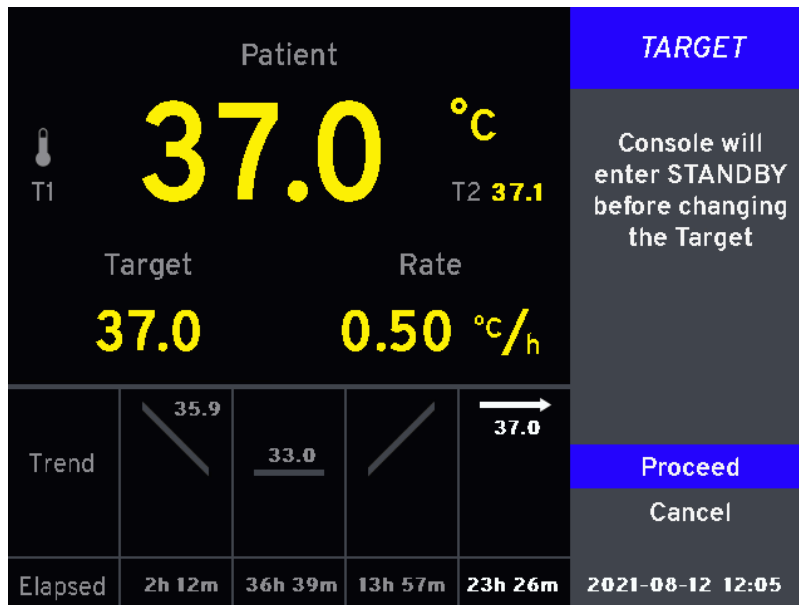 Patient
37.0 °C
T1
T2 37.1
Target
37.0
Rate
0.50 °C/h
Trend
35.9
33.0
37.0
Elapsed
2h 12m
36h 39m
13h 57m
23h 26m
TARGET
Console will
enter STANDBY
before changing
the Target
Proceed
Cancel
2021-08-12 12:05